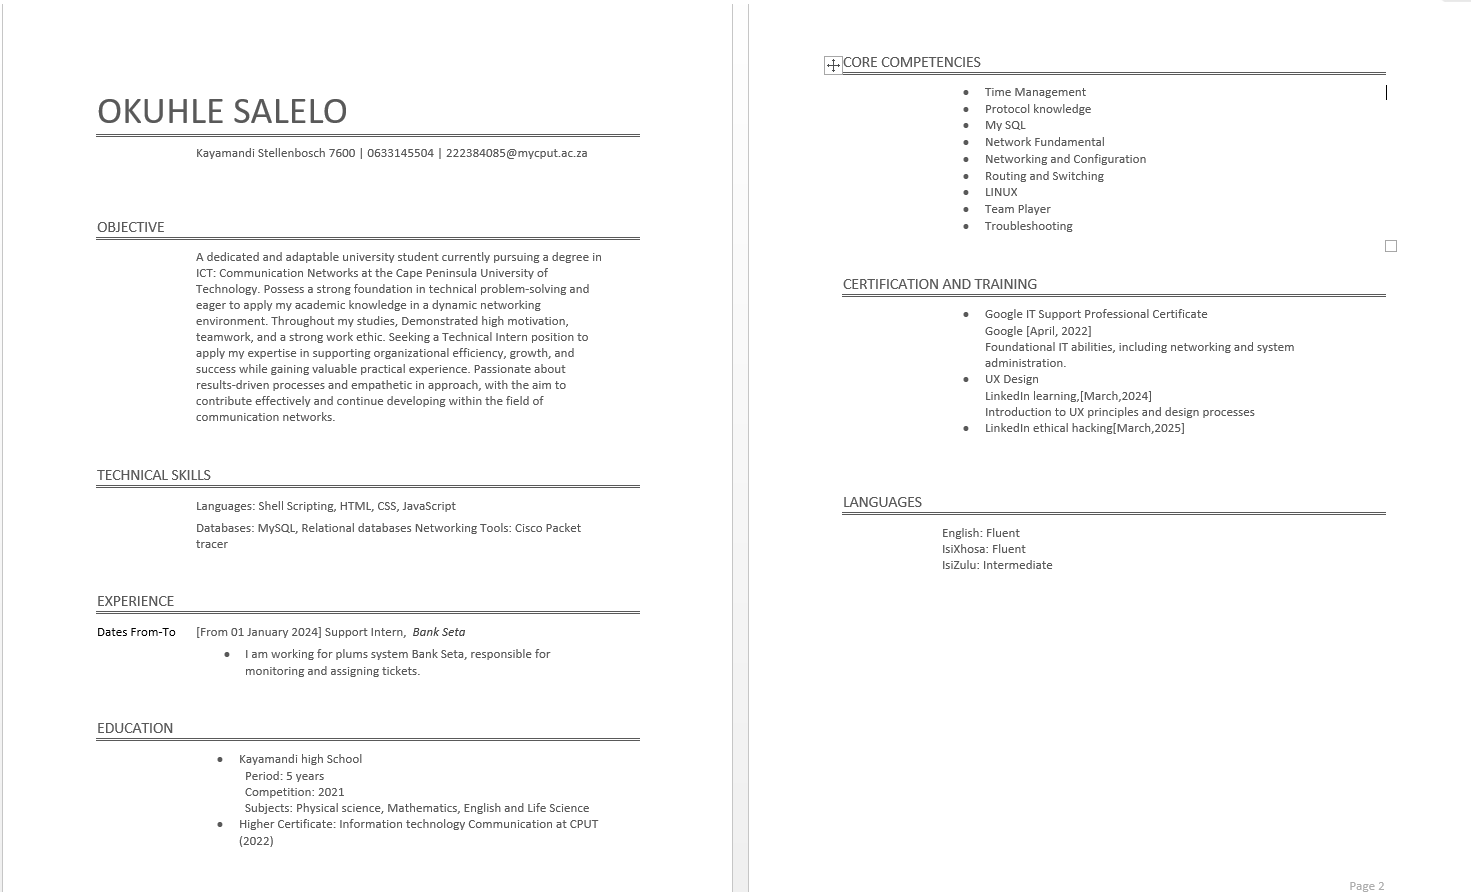 OKUHLE SALELO
Kayamandi Stellenbosch 7600 | 0633145504 | 222384085@mycput.ac.za
OBJECTIVE
A dedicated and adaptable university student currently pursuing a degree in
ICT: Communication Networks at the Cape Peninsula University of
Technology. Possess a strong foundation in technical problem-solving and
eager to apply my academic knowledge in a dynamic networking
environment. Throughout my studies, Demonstrated high motivation,
teamwork, and a strong work ethic. Seeking a Technical Intern position to
apply my expertise in supporting organizational efficiency, growth, and
success while gaining valuable practical experience. Passionate about
results-driven processes and empathetic in approach, with the aim to
contribute effectively and continue developing within the field of
communication networks.
TECHNICAL SKILLS
Languages: Shell Scripting, HTML, CSS, JavaScript
Databases: MySQL, Relational databases Networking Tools: Cisco Packet
tracer
EXPERIENCE
Dates From-To [From 01 January 2024] Support Intern, Bank Seta
• I am working for plums system Bank Seta, responsible for
monitoring and assigning tickets.
EDUCATION
• Kayamandi high School
Period: 5 years
Competition: 2021
Subjects: Physical science, Mathematics, English and Life Science
• Higher Certificate: Information technology Communication at CPUT
(2022)
CORE COMPETENCIES
• Time Management
• Protocol knowledge
• My SQL
• Network Fundamental
• Networking and Configuration
• Routing and Switching
• LINUX
• Team Player
• Troubleshooting
CERTIFICATION AND TRAINING
• Google IT Support Professional Certificate
Google [April, 2022]
Foundational IT abilities, including networking and system
administration.
• UX Design
LinkedIn learning,[March,2024]
Introduction to UX principles and design processes
• LinkedIn ethical hacking[March,2025]
LANGUAGES
English: Fluent
IsiXhosa: Fluent
IsiZulu: Intermediate
Page 2